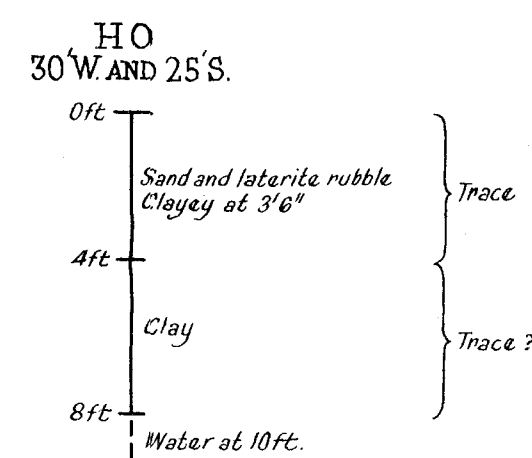 HO
30'W. AND 25'S.
0ft
Sand and laterite rubble
Clayey at 3'6"
Trace
4ft
Clay
Trace ?
8ft
Water at 10ft.